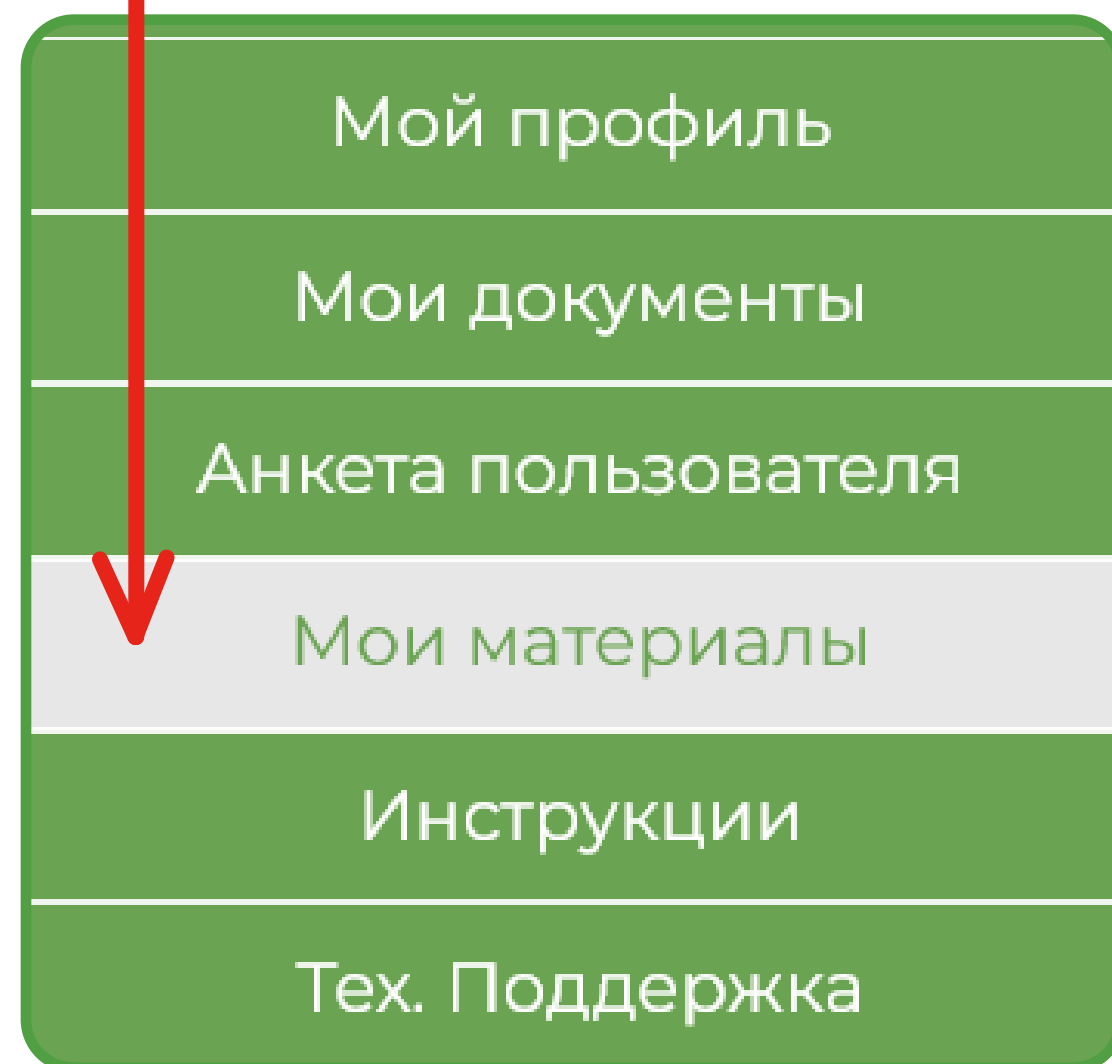 Мой профиль
Мои документы
Анкета пользователя
Мои материалы
Инструкции
Тех. Поддержка